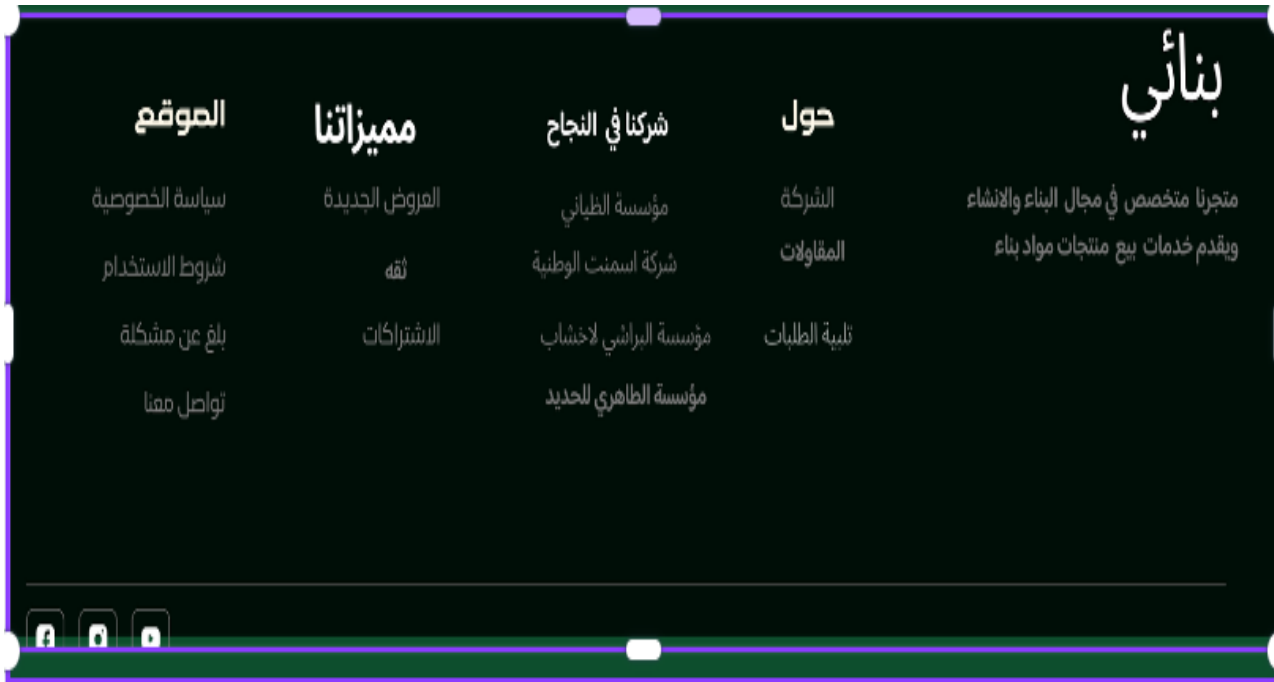 بنائي
متجرنا متخصص في مجال البناء والانشاء
ويقدم خدمات بيع منتجات مواد بناء
حول
الشركة
المقاولات
تلبية الطلبات
شركنا في النجاح
مؤسسة الظياني
شركة اسمنت الوطنية
مؤسسة البراشي لاخشاب
مؤسسة الطاهري للحديد
مميزاتنا
العروض الجديدة
ثقه
الاشتراكات
الموقع
سياسة الخصوصية
شروط الاستخدام
بلغ عن مشكلة
تواصل معنا